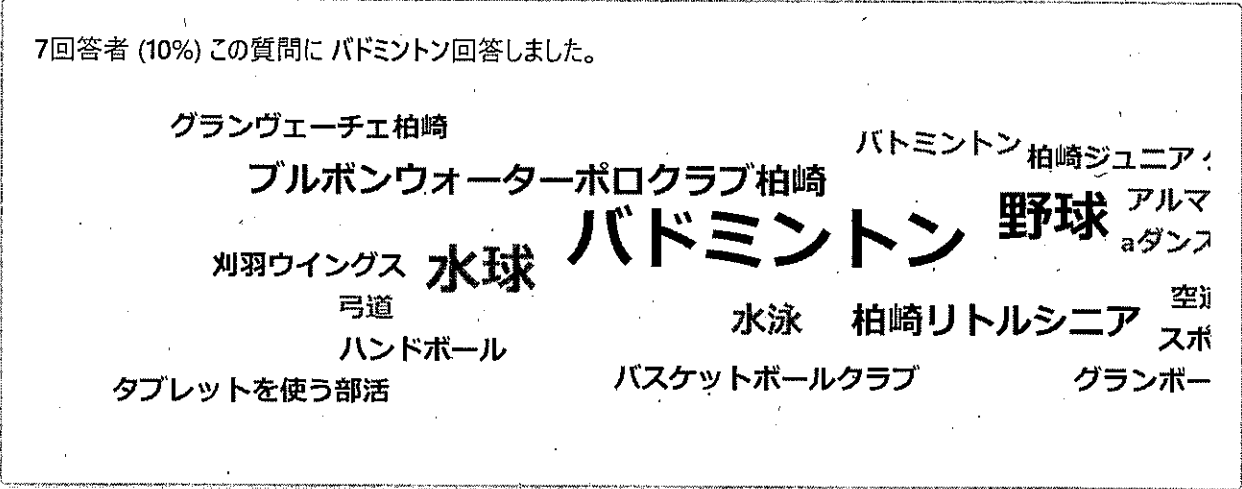 7回答者 (10%) この質問に バドミントン回答しました。
グランヴェーチェ柏崎
バトミントン
柏崎ジュニア
ブルボンウォーターポロクラブ柏崎
野球
アルマ
バドミントン
aダンス
刈羽ウイングス
水球
弓道
水泳
柏崎リトルシニア
空道
スポ
ハンドボール
タブレットを使う部活
バスケットボールクラブ
グランボー